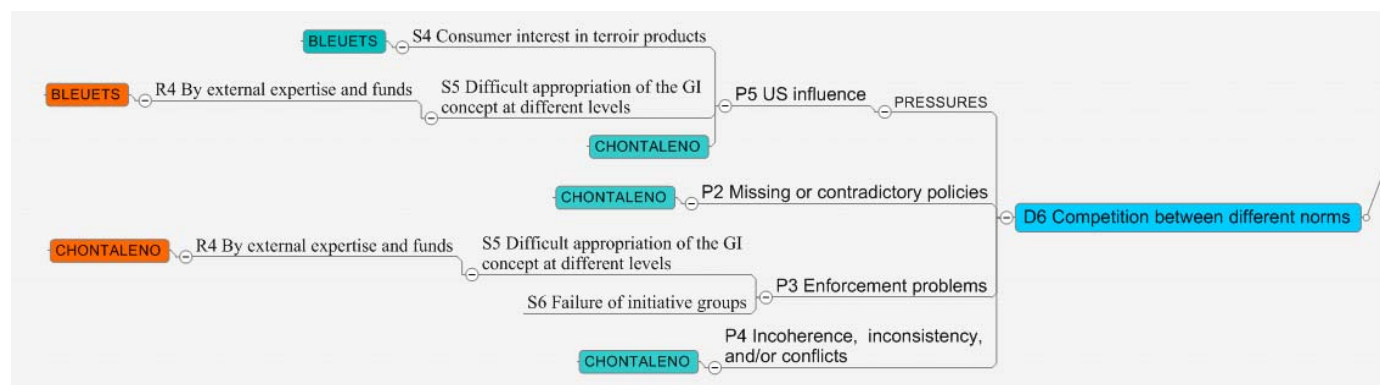 BLEUETS
S4 Consumer interest in terroir products
BLEUETS
R4 By external expertise and funds
S5 Difficult appropriation of the GI
concept at different levels
P5 US influence
PRESSURES
CHONTALENO
CHONTALENO
P2 Missing or contradictory policies
D6 Competition between different norms
CHONTALENO
R4 By external expertise and funds
S5 Difficult appropriation of the GI
concept at different levels
P3 Enforcement problems
S6 Failure of initiative groups
P4 Incoherence, inconsistency,
and/or conflicts
CHONTALENO